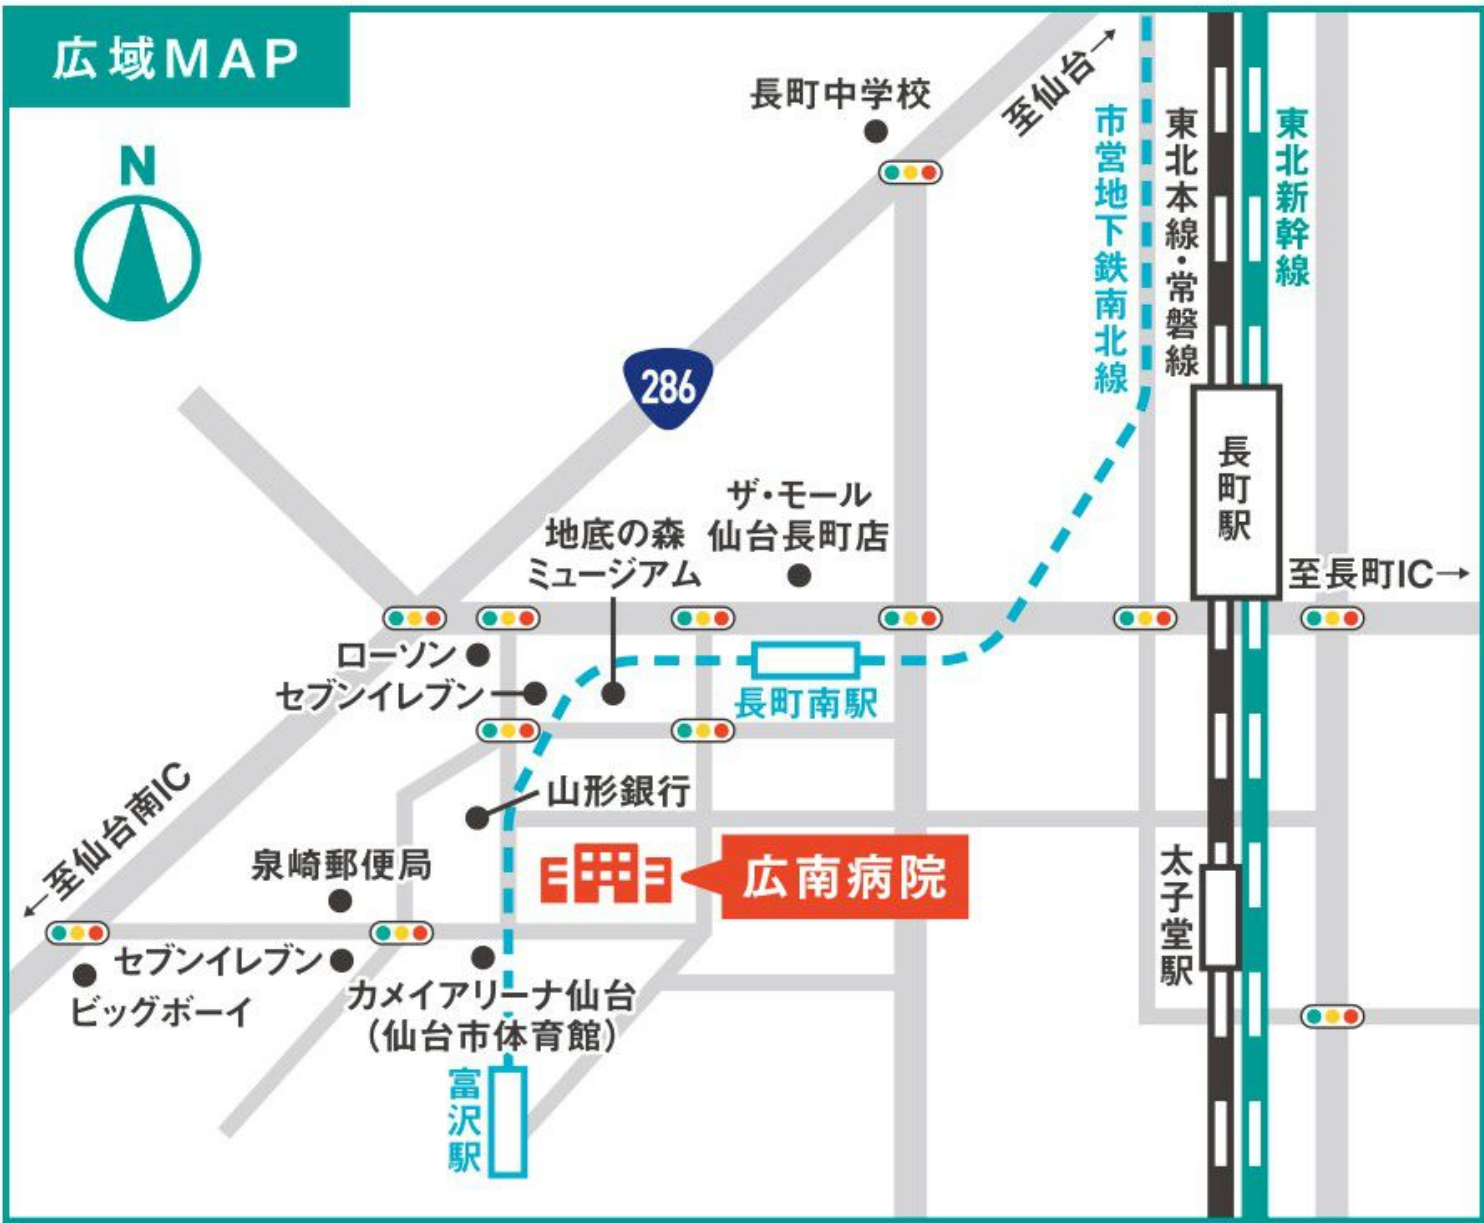 広域MAP
N
長町中学校
至仙台→
市営地下鉄南北線
東北本線・常磐線
東北新幹線
286
長町駅
ザ・モール
仙台長町店
地底の森
ミュージアム
至長町IC→
ローソン
セブンイレブン
長町南駅
山形銀行
←至仙台南IC
泉崎郵便局
広南病院
太子堂駅
セブンイレブン
ビッグボーイ
カメイアリーナ仙台
（仙台市体育館）
富沢駅